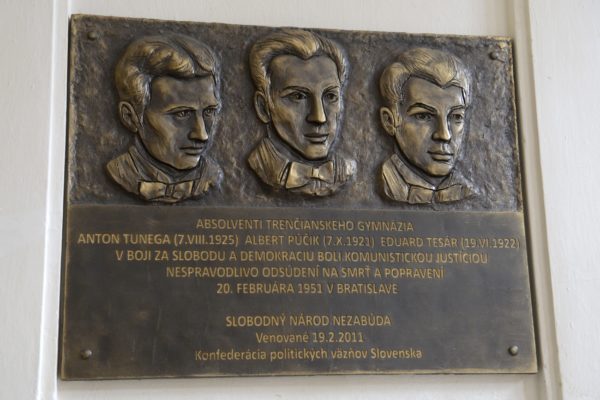 ABSOLVENTI TRENČIANSKEHO GYMNÁZIA
ANTON TUNEGA (7.VIII.1925) ALBERT PÚČIK (7.X.1921) EDUARD TESÁR (19.VI.1922)
V BOJI ZA SLOBODU A DEMOKRACIU BOLI KOMUNISTICKOU JUSTÍCIOU
NESPRAVODLIVO ODSÚDENÍ NA SMRŤ A POPRAVENÍ
20. FEBRUÁRA 1951 V BRATISLAVE
SLOBODNÝ NÁROD NEZABÚDA
Venované 19.2.2011
Konfederácia politických väzňov Slovenska